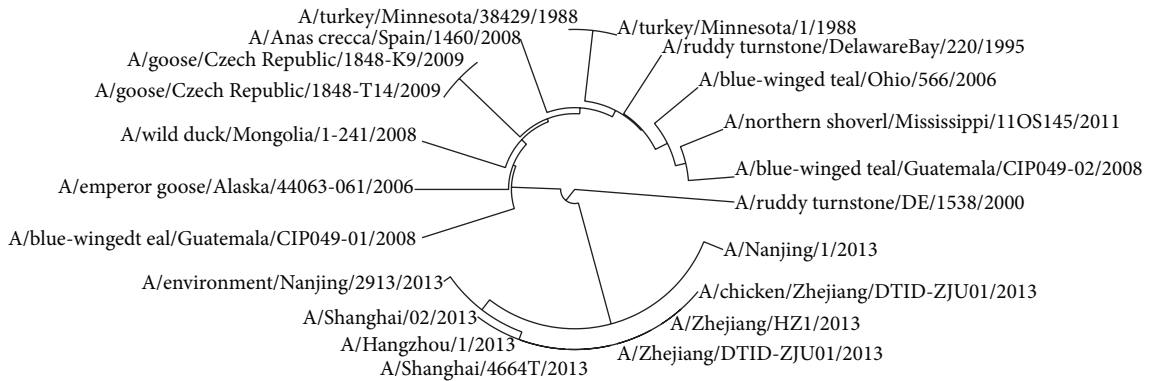 A/turkey/Minnesota/38429/1988
A/turkey/Minnesota/1/1988
A/Anas crecca/Spain/1460/2008
A/ruddy turnstone/DelawareBay/220/1995
A/goose/Czech Republic/1848-K9/2009
A/blue-winged teal/Ohio/566/2006
A/goose/Czech Republic/1848-T14/2009
A/northern shoverl/Mississippi/11OS145/2011
A/wild duck/Mongolia/1-241/2008
A/blue-winged teal/Guatemala/CIP049-02/2008
A/emperor goose/Alaska/44063-061/2006
A/ruddy turnstone/DE/1538/2000
A/blue-wingedt eal/Guatemala/CIP049-01/2008
A/Nanjing/1/2013
A/environment/Nanjing/2913/2013
A/chicken/Zhejiang/DTID-ZJU01/2013
A/Shanghai/02/2013
A/Zhejiang/HZ1/2013
A/Hangzhou/1/2013
A/Zhejiang/DTID-ZJU01/2013
A/Shanghai/4664T/2013